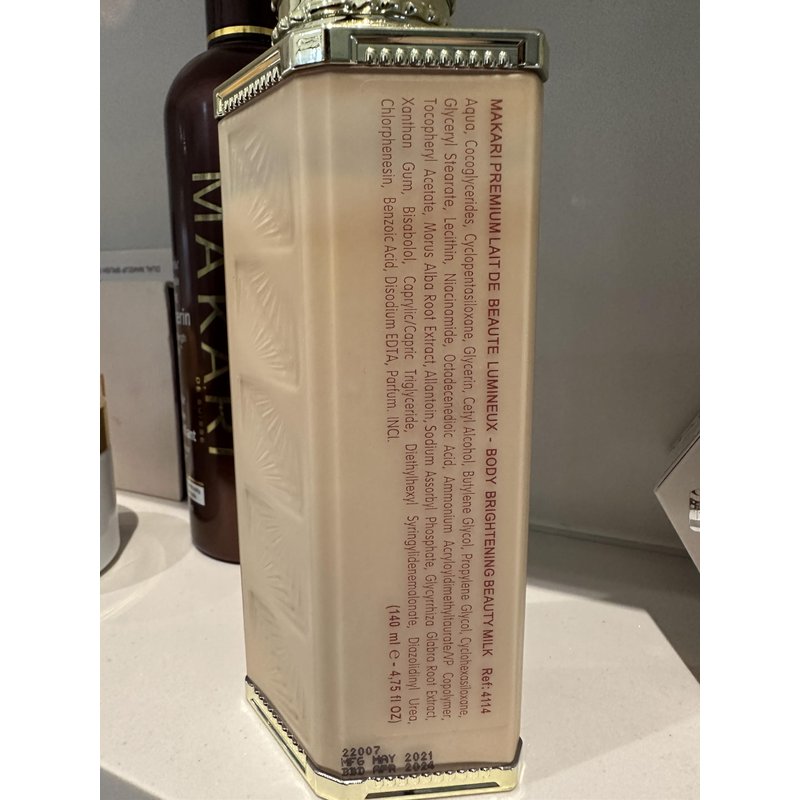 MAKARI PREMIUM LAIT DE BEAUTE LUMINEUX - BODY BRIGHTENING BEAUTY MILK Ref: 4114
Aqua, Cocoglycerides, Cyclopentasiloxane, Glycerin, Cetyl Alcohol, Butylene Glycol, Propylene Glycol, Cyclohexasiloxane,
Glyceryl Stearate, Lecithin, Niacinamide, Octadecenedioic Acid, Ammonium Acryloyldimethyltaurate/VP Copolymer,
Tocopheryl Acetate, Morus Alba Root Extract, Allantoin, Sodium Assorbyl Phosphate, Glycyrrhiza Glabra Root Extract,
Xanthan Gum, Bisabolol, Caprylic/Capric Triglyceride, Diethylhexyl Syringylidenemalonate, Diazolidinyl Urea,
Chlorphenesin, Benzoic Acid, Disodium EDTA, Parfum. INCI.
(140 ml e - 4,75 fl OZ)
22007
MFG MAY 2021
BBD APR 2024
MAKARI
DE SUISSE